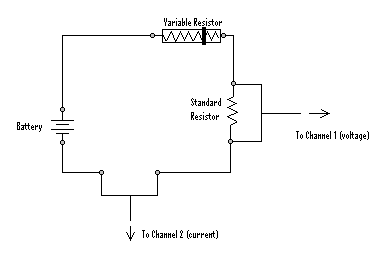 Variable Resistor
Standard
Resistor
Battery
To Channel 1 (voltage)
To Channel 2 (current)